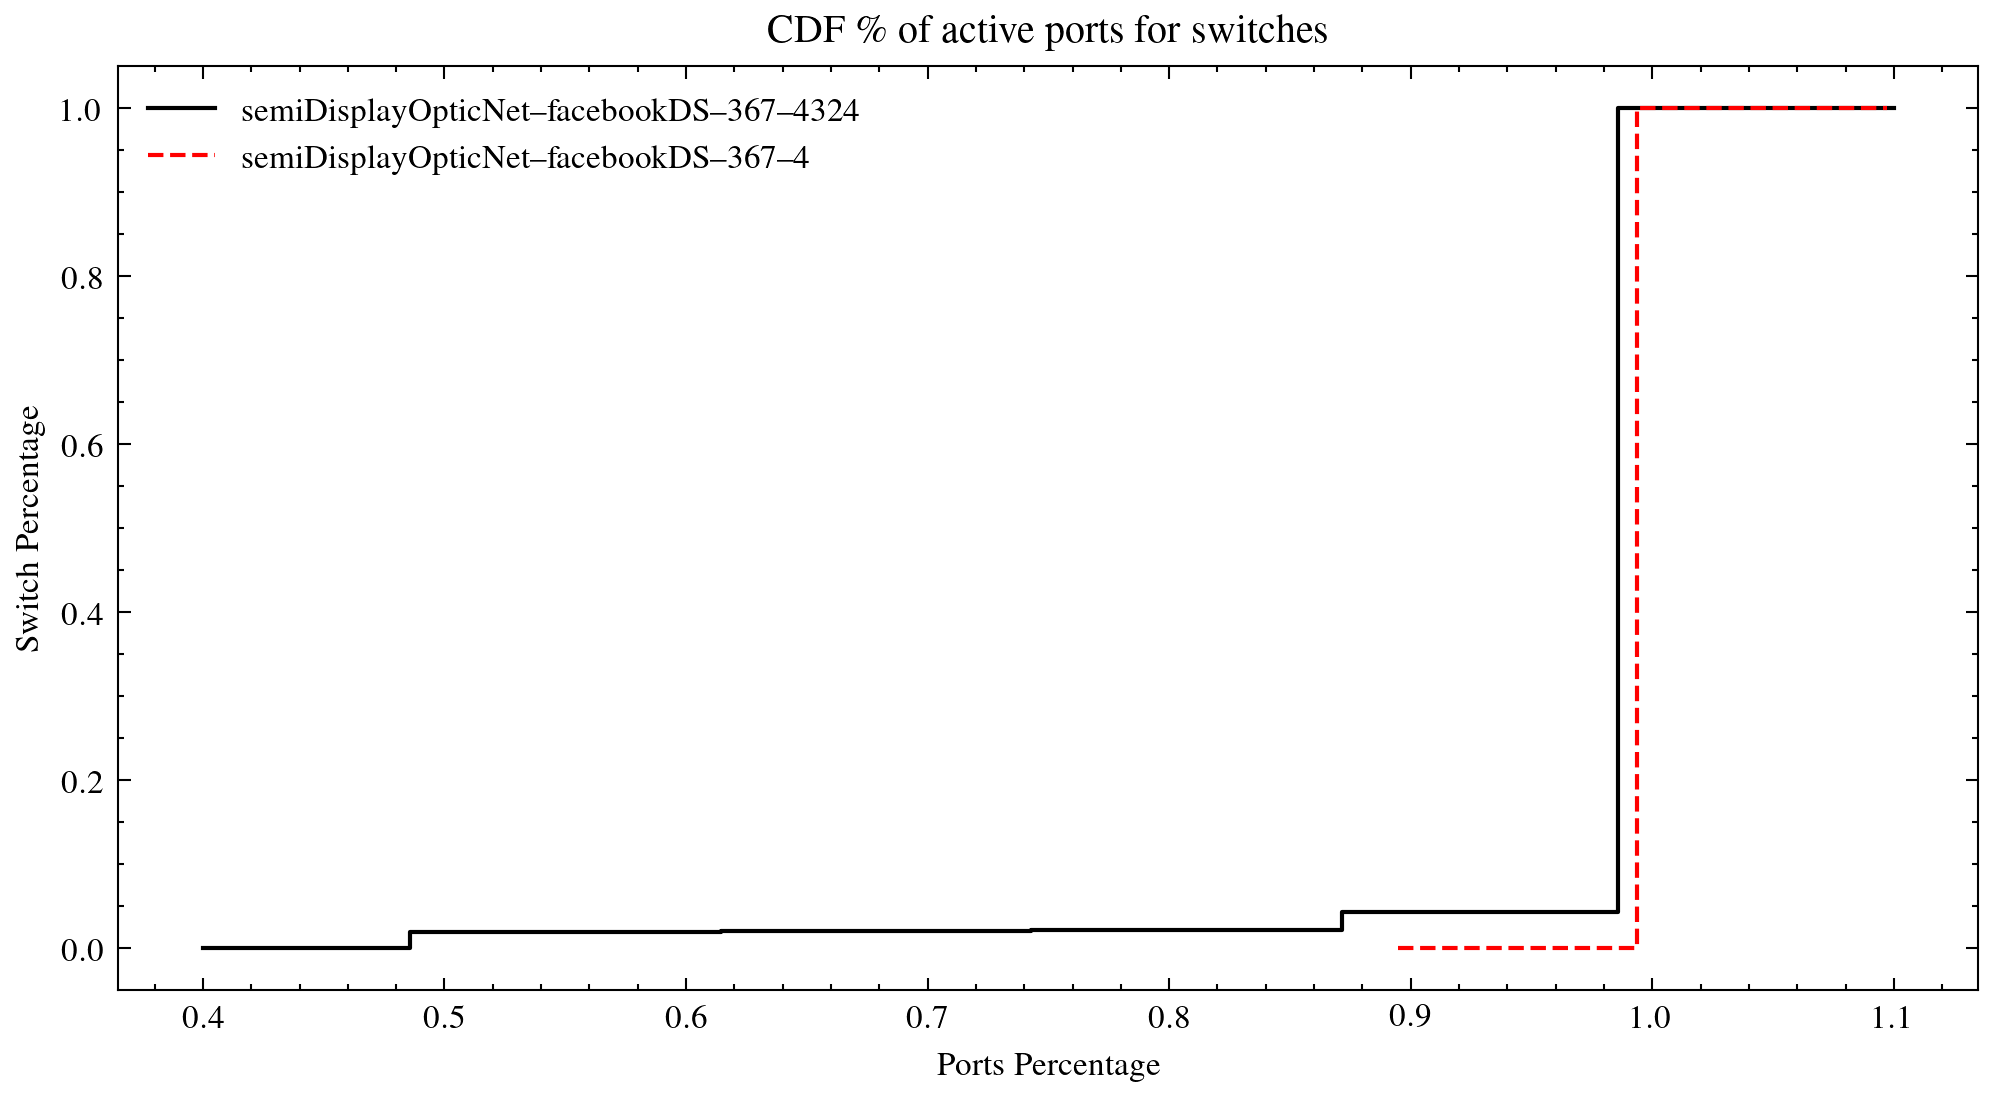 CDF % of active ports for switches
semiDisplayOpticNet–facebookDS–367–4324
semiDisplayOpticNet–facebookDS–367–4
Switch Percentage
1.0
0.8
0.6
0.4
0.2
0.0
0.4 0.5 0.6 0.7 0.8 0.9 1.0 1.1
Ports Percentage